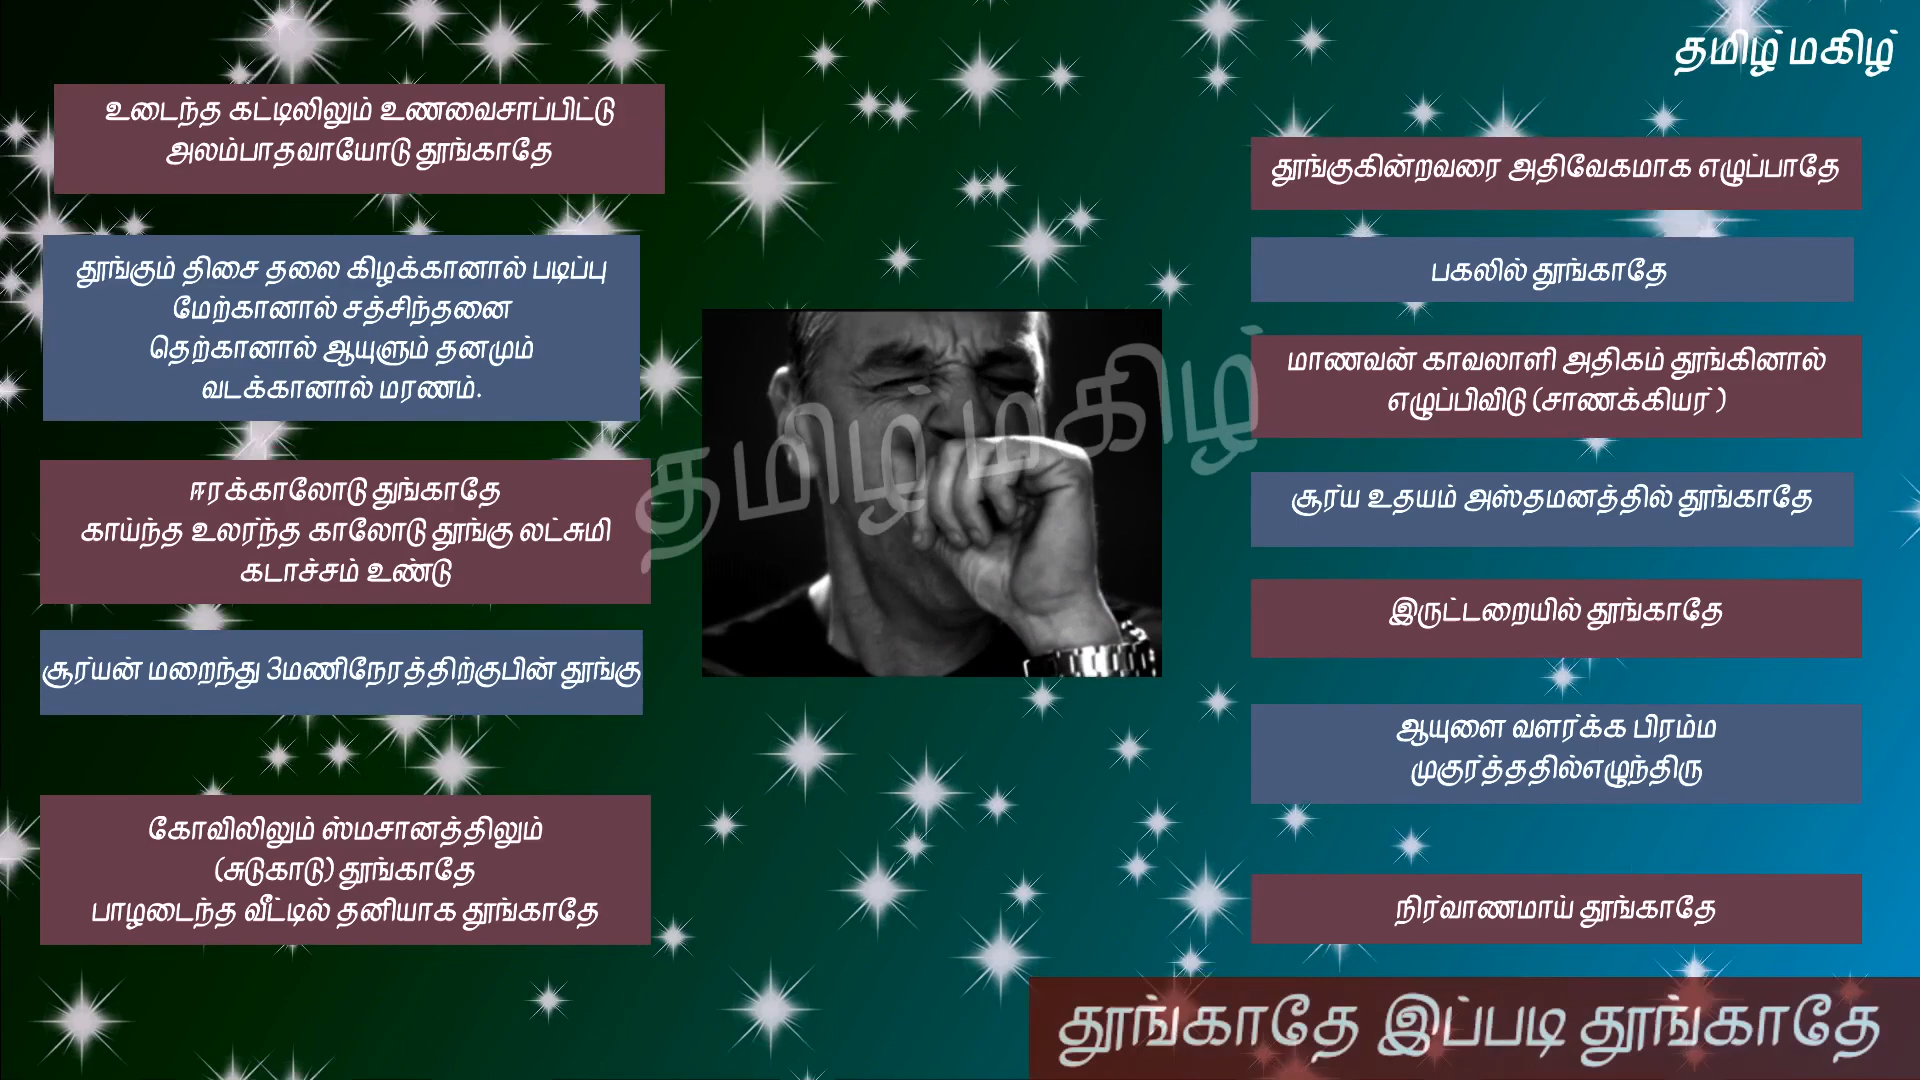 தமிழ் மகிழ்
உடைந்த கட்டிலிலும் உணவைசாப்பிட்டு
அலம்பாதவாயோடு தூங்காதே
தூங்கும் திசை தலை கிழக்கானால் படிப்பு
மேற்கானால் சத்சிந்தனை
தெற்கானால் ஆயுளும் தனமும்
வடக்கானால் மரணம்.
ஈரக்காலோடு துங்காதே
காய்ந்த உலர்ந்த காலோடு தூங்கு லட்சுமி
கடாச்சம் உண்டு
சூர்யன் மறைந்து 3மணிநேரத்திற்குபின் தூங்கு
கோவிலிலும் ஸ்மசானத்திலும்
(சுடுகாடு) தூங்காதே
பாழடைந்த வீட்டில் தனியாக தூங்காதே
தமிழ் மகிழ்
தூங்குகின்றவரை அதிவேகமாக எழுப்பாதே
பகலில் தூங்காதே
மாணவன் காவலாளி அதிகம் தூங்கினால்
எழுப்பிவிடு (சாணக்கியர் )
சூர்ய உதயம் அஸ்தமனத்தில் தூங்காதே
இருட்டறையில் தூங்காதே
ஆயுளை வளர்க்க பிரம்ம
முகுர்த்ததில்எழுந்திரு
நிர்வாணமாய் தூங்காதே
தூங்காதே இப்படி தூங்காதே